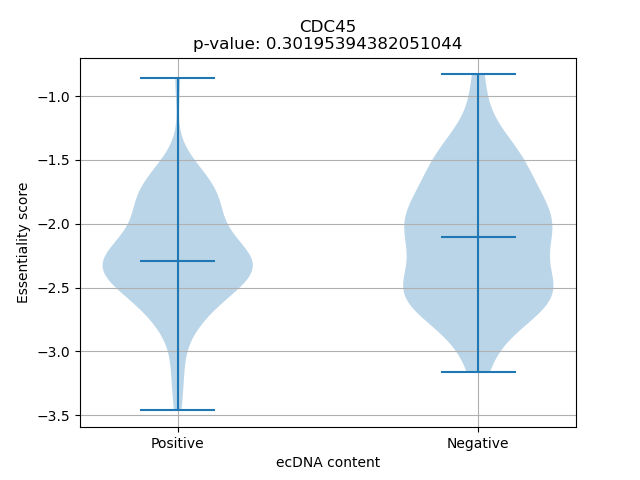 CDC45
p-value: 0.30195394382051044
Essentiality score
−1.0
−1.5
−2.0
−2.5
−3.0
−3.5
Positive
Negative
ecDNA content